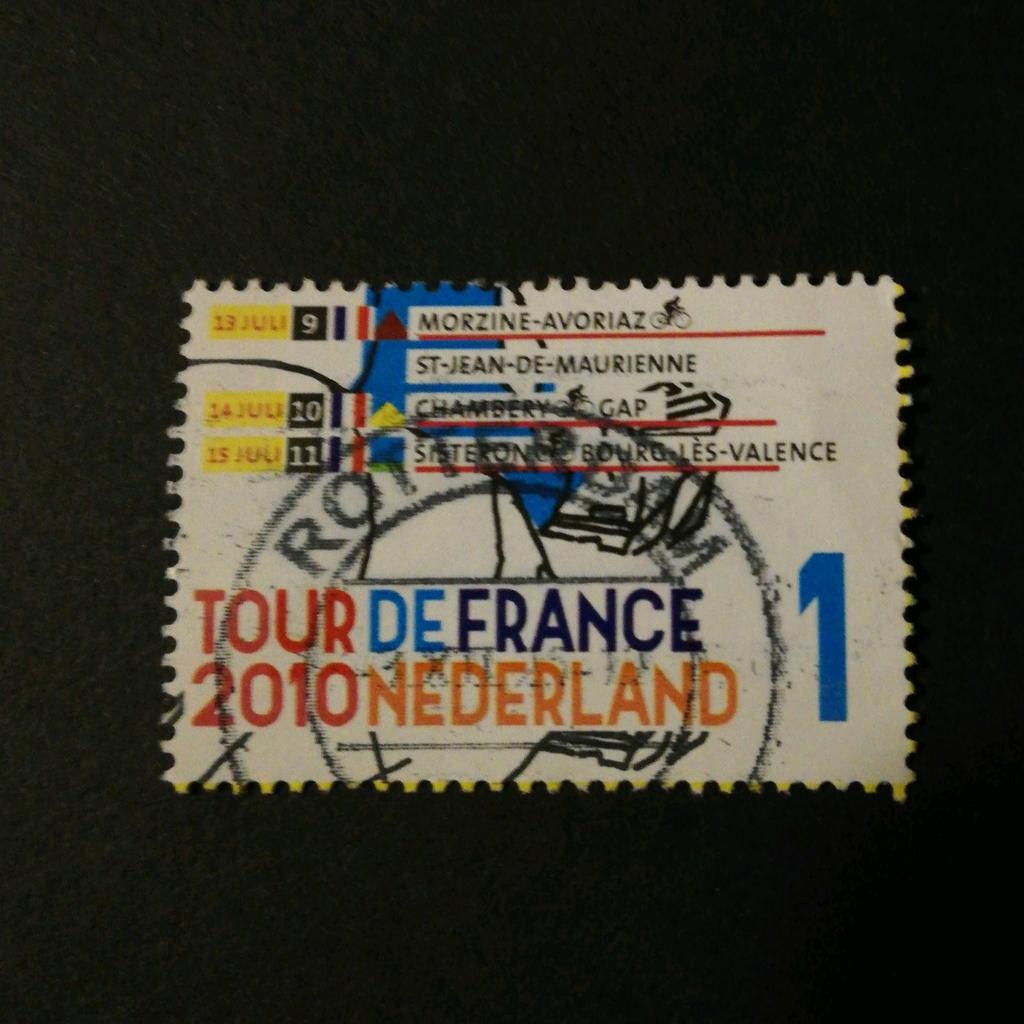 13 JULI 9 MORZINE-AVORIAZ
ST-JEAN-DE-MAURIENNE
14 JULI 10 CHAMBERY GAP
15 JULI 11 SISTERON BOURG-LÈS-VALENCE
TOUR DE FRANCE
2010 NEDERLAND
1